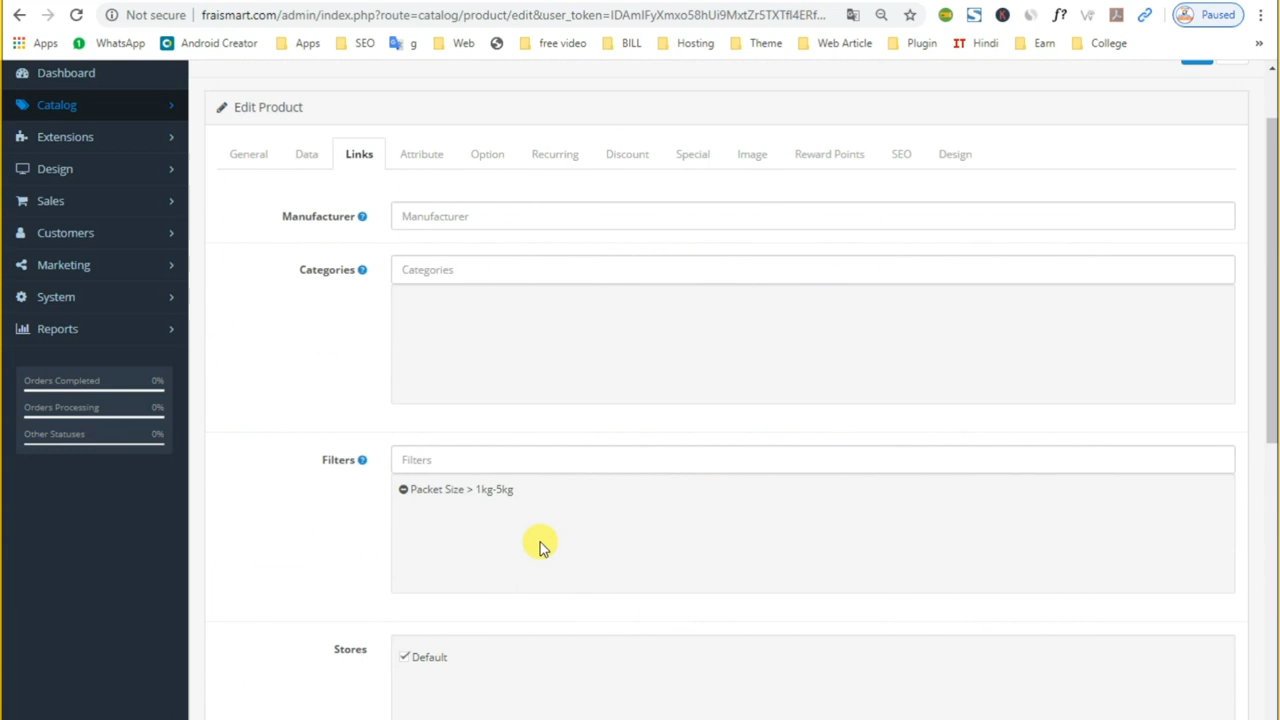 Not secure fraismart.com/admin/index.php?route=catalog/product/edit&user_token=IDAmIFyXmxo58hUi9MxtZr5TXTfl4ERf... Paused
Apps WhatsApp Android Creator Apps SEO g Web free video BILL Hosting Theme Web Article Plugin IT Hindi Earn College »
Dashboard
Catalog
Extensions
Design
Sales
Customers
Marketing
System
Reports
Orders Completed 0%
Orders Processing 0%
Other Statuses 0%
Edit Product
General Data Links Attribute Option Recurring Discount Special Image Reward Points SEO Design
Manufacturer ? Manufacturer
Categories ? Categories
Filters ? Filters
Packet Size > 1kg-5kg
Stores
Default